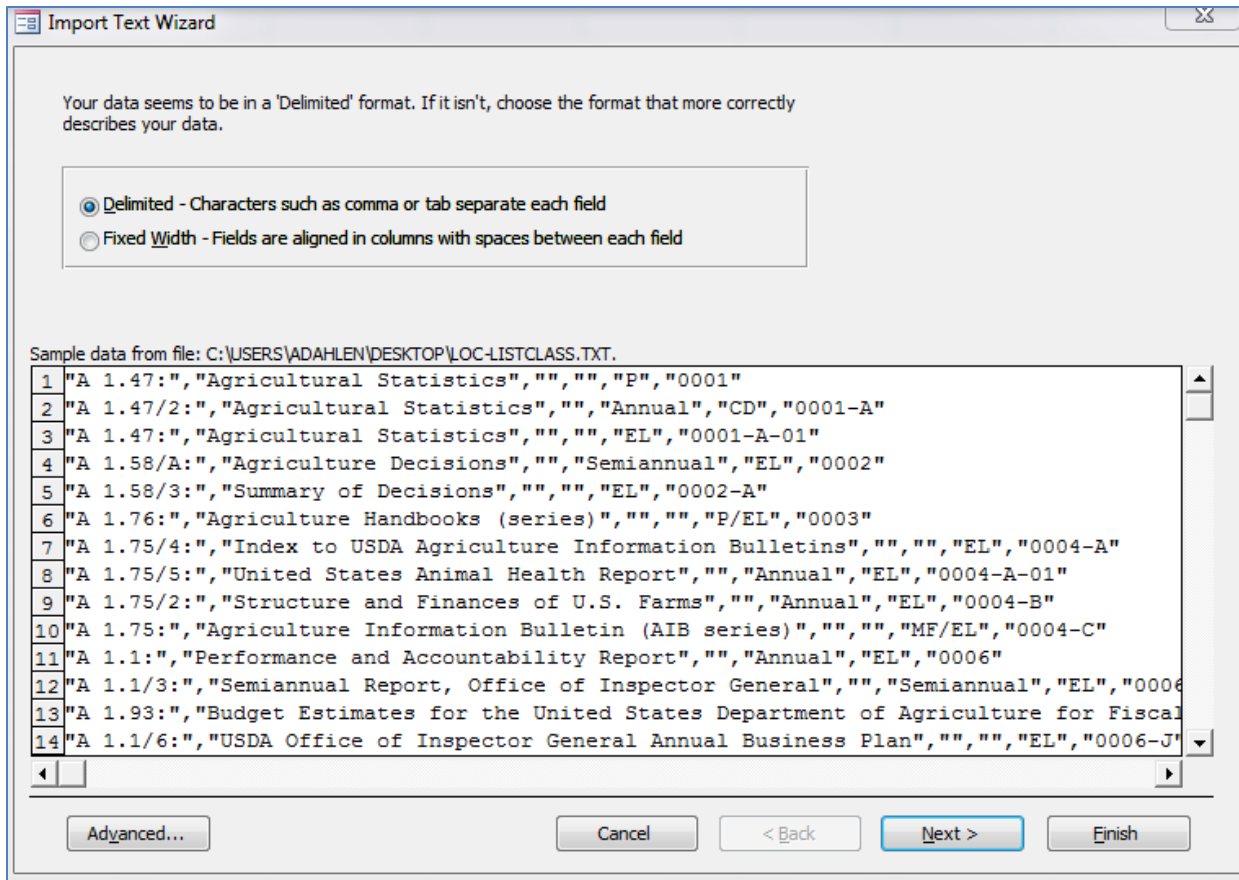 Import Text Wizard
Your data seems to be in a 'Delimited' format. If it isn't, choose the format that more correctly
describes your data.
Delimited - Characters such as comma or tab separate each field
Fixed Width - Fields are aligned in columns with spaces between each field
Sample data from file: C:\USERS\ADAHLEN\DESKTOP\LOC-LISTCLASS.TXT.
1 "A 1.47:","Agricultural Statistics","","","P","0001"
2 "A 1.47/2:","Agricultural Statistics","","Annual","CD","0001-A"
3 "A 1.47:","Agricultural Statistics","","","EL","0001-A-01"
4 "A 1.58/A:","Agriculture Decisions","","Semiannual","EL","0002"
5 "A 1.58/3:","Summary of Decisions","","","EL","0002-A"
6 "A 1.76:","Agriculture Handbooks (series)","","","P/EL","0003"
7 "A 1.75/4:","Index to USDA Agriculture Information Bulletins","","","EL","0004-A"
8 "A 1.75/5:","United States Animal Health Report","","Annual","EL","0004-A-01"
9 "A 1.75/2:","Structure and Finances of U.S. Farms","","Annual","EL","0004-B"
10 "A 1.75:","Agriculture Information Bulletin (AIB series)","","","MF/EL","0004-C"
11 "A 1.1:","Performance and Accountability Report","","Annual","EL","0006"
12 "A 1.1/3:","Semiannual Report, Office of Inspector General","","Semiannual","EL","0006
13 "A 1.93:","Budget Estimates for the United States Department of Agriculture for Fiscal
14 "A 1.1/6:","USDA Office of Inspector General Annual Business Plan","","","EL","0006-J"
Advanced... Cancel < Back Next > Finish